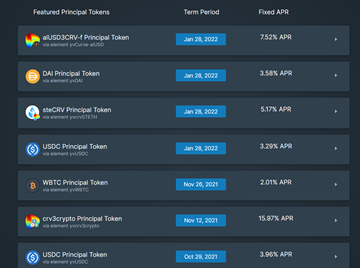 Featured Principal Tokens Term Period Fixed APR
alUSD3CRV-f Principal Token Jan 28, 2022 7.52% APR
via element yvCurve-alUSD
DAI Principal Token Jan 28, 2022 3.58% APR
via element yvDAI
steCRV Principal Token Jan 28, 2022 5.17% APR
via element yvcrvSTETH
USDC Principal Token Jan 28, 2022 3.29% APR
via element yvUSDC
WBTC Principal Token Nov 26, 2021 2.01% APR
via element yvWBTC
crv3crypto Principal Token Nov 12, 2021 15.97% APR
via element yvcrv3crypto
USDC Principal Token Oct 29, 2021 3.96% APR
via element yvUSDC